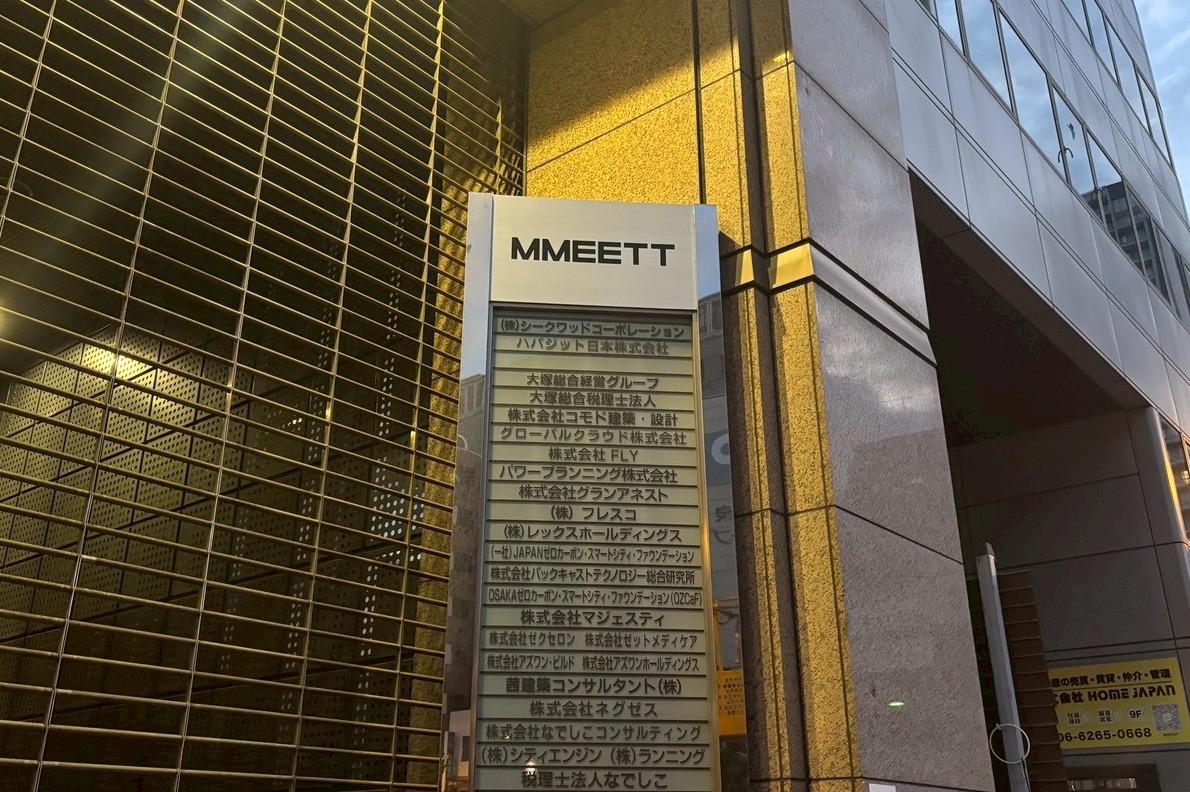 MMEETT
(株)シークワッドコーポレーション
ハバジット日本株式会社
大塚総合経営グループ
大塚総合税理士法人
株式会社コモド建築・設計
グローバルクラウド株式会社
株式会社 FLY
パワープランニング株式会社
株式会社グランアネスト
(株) フレスコ
(株)レックスホールディングス
(一社)JAPANゼロカーボン・スマートシティ・ファウンデーション
株式会社バックキャストテクノロジー総合研究所
OSAKAゼロカーボン・スマートシティ・ファウンデーション(OZCaF)
株式会社マジェスティ
株式会社ゼクセロン 株式会社ゼットメディケア
株式会社アズワン・ビルド 株式会社アズワンホールディングス
茜建築コンサルタント(株)
株式会社ネグゼス
株式会社なでしこコンサルティング
(株)シティエンジン (株)ランニング
税理士法人なでしこ
の売買・賃貸・仲介・管理
会社 HOME JAPAN
9F
06-6265-0668